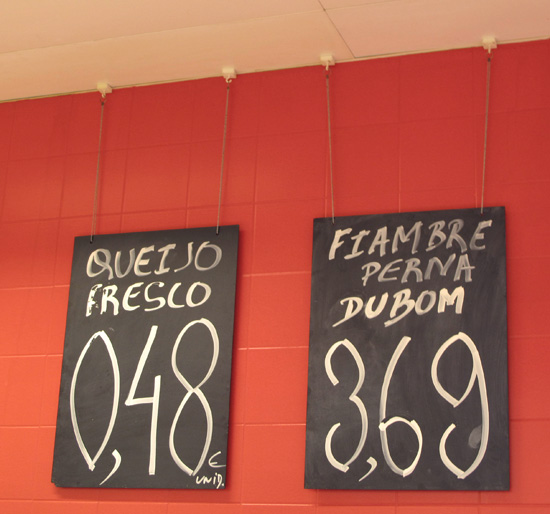 QUEIJO
FRESCO
0,48
€
UNID.
FIAMBRE
PERNA
DUBOM
3,69